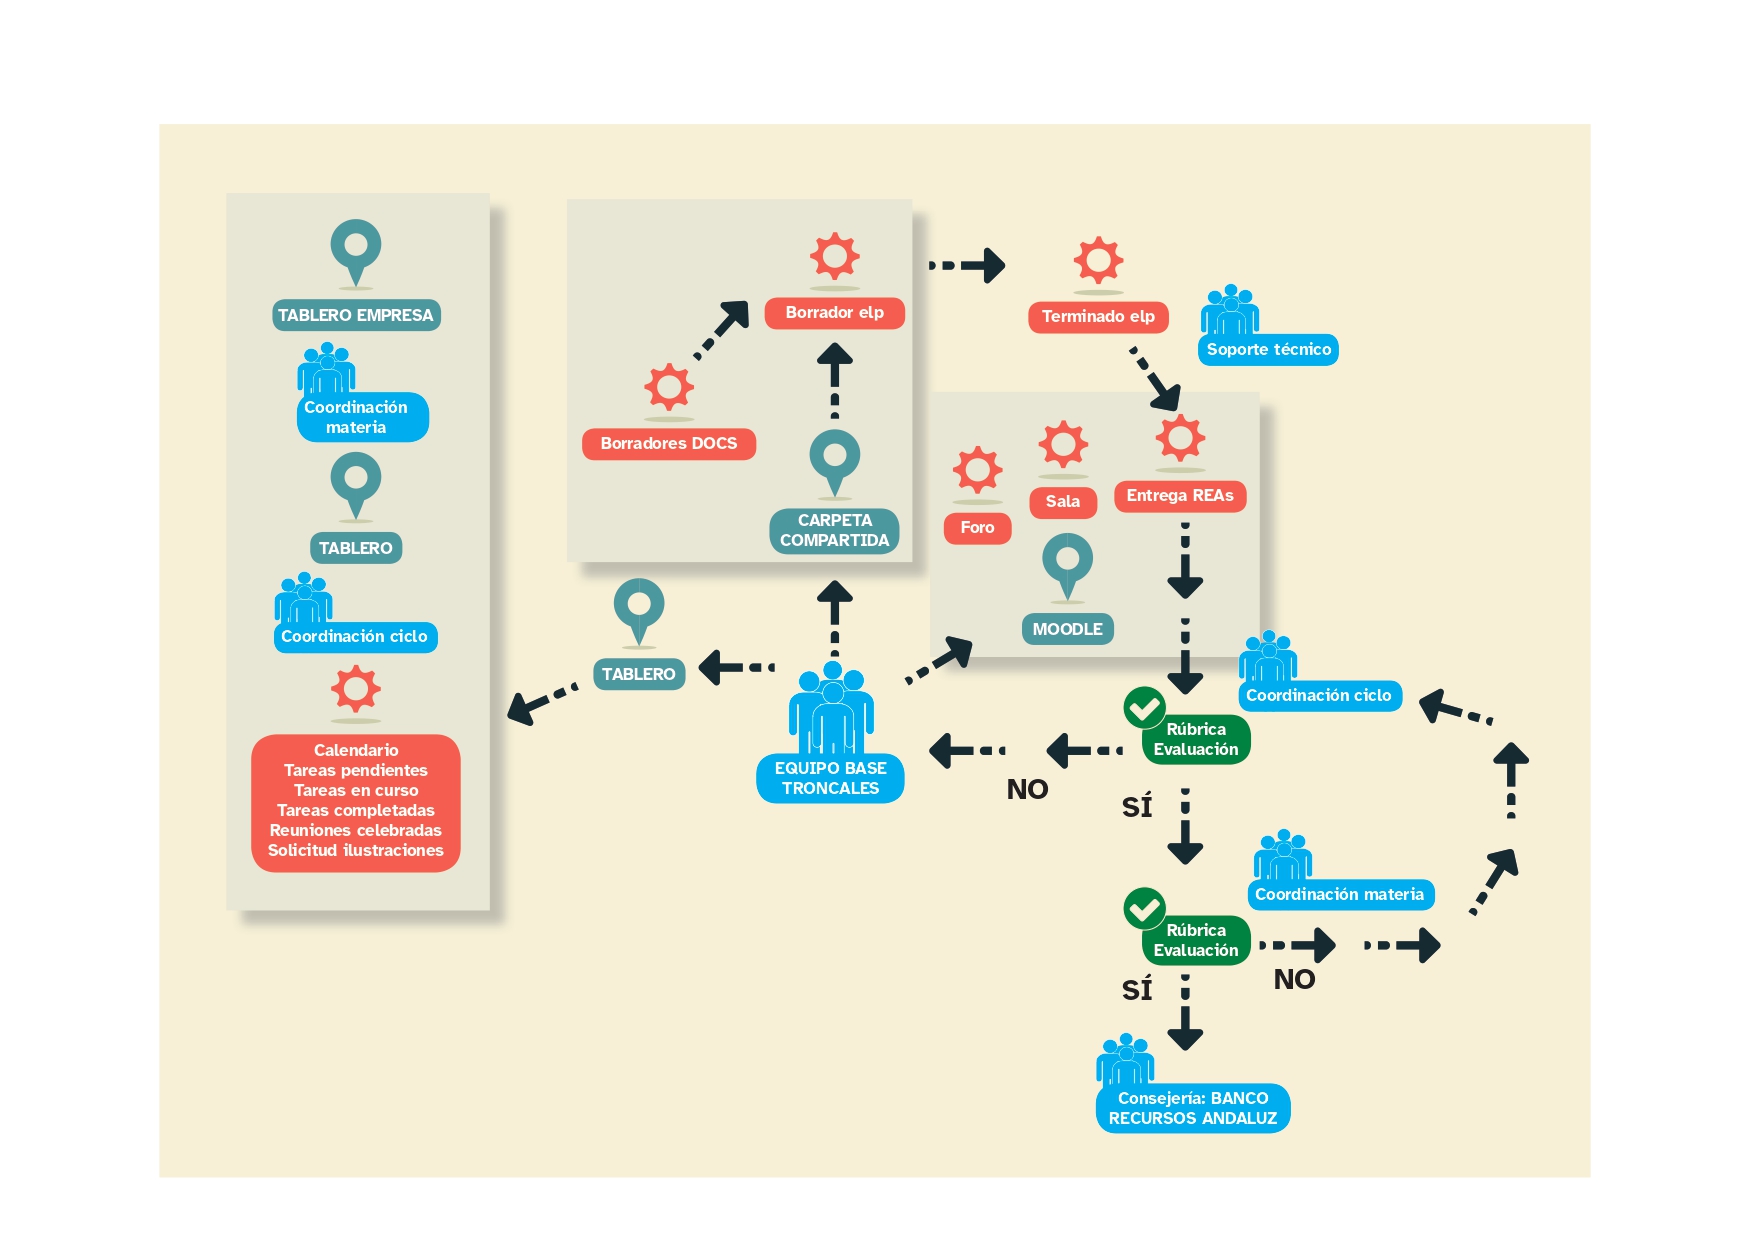 TABLERO EMPRESA
Coordinación
materia
TABLERO
Coordinación ciclo
Calendario
Tareas pendientes
Tareas en curso
Tareas completadas
Reuniones celebradas
Solicitud ilustraciones
Borrador elp
Borradores DOCS
CARPETA
COMPARTIDA
TABLERO
EQUIPO BASE
TRONCALES
Terminado elp
Soporte técnico
Foro
Sala
Entrega REAs
MOODLE
Coordinación ciclo
Rúbrica
Evaluación
NO
SÍ
Coordinación materia
Rúbrica
Evaluación
NO
SÍ
Consejería: BANCO
RECURSOS ANDALUZ